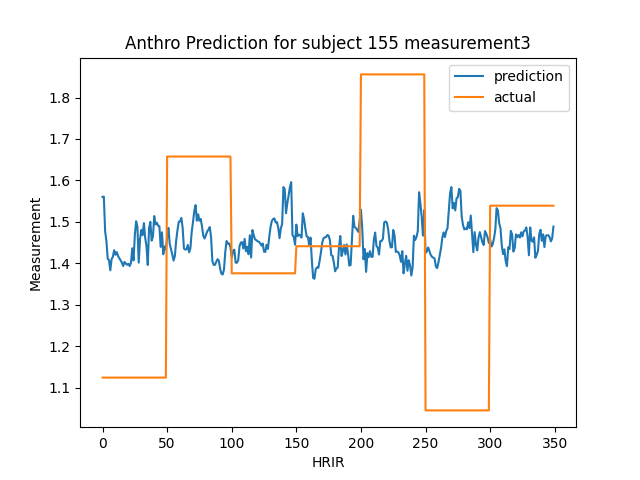 Anthro Prediction for subject 155 measurement3
prediction
actual
Measurement
1.8
1.7
1.6
1.5
1.4
1.3
1.2
1.1
0 50 100 150 200 250 300 350
HRIR